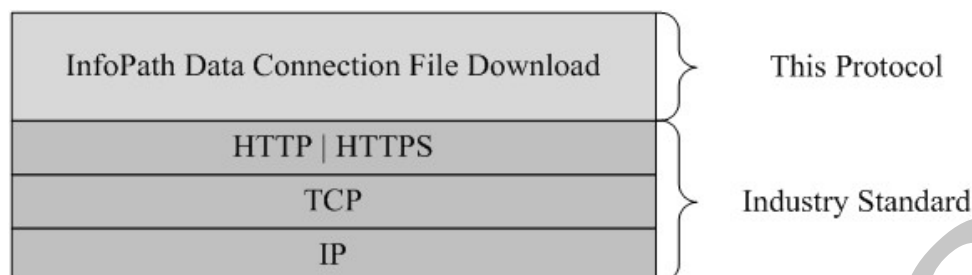 InfoPath Data Connection File Download
This Protocol
HTTP | HTTPS
TCP
Industry Standard
IP